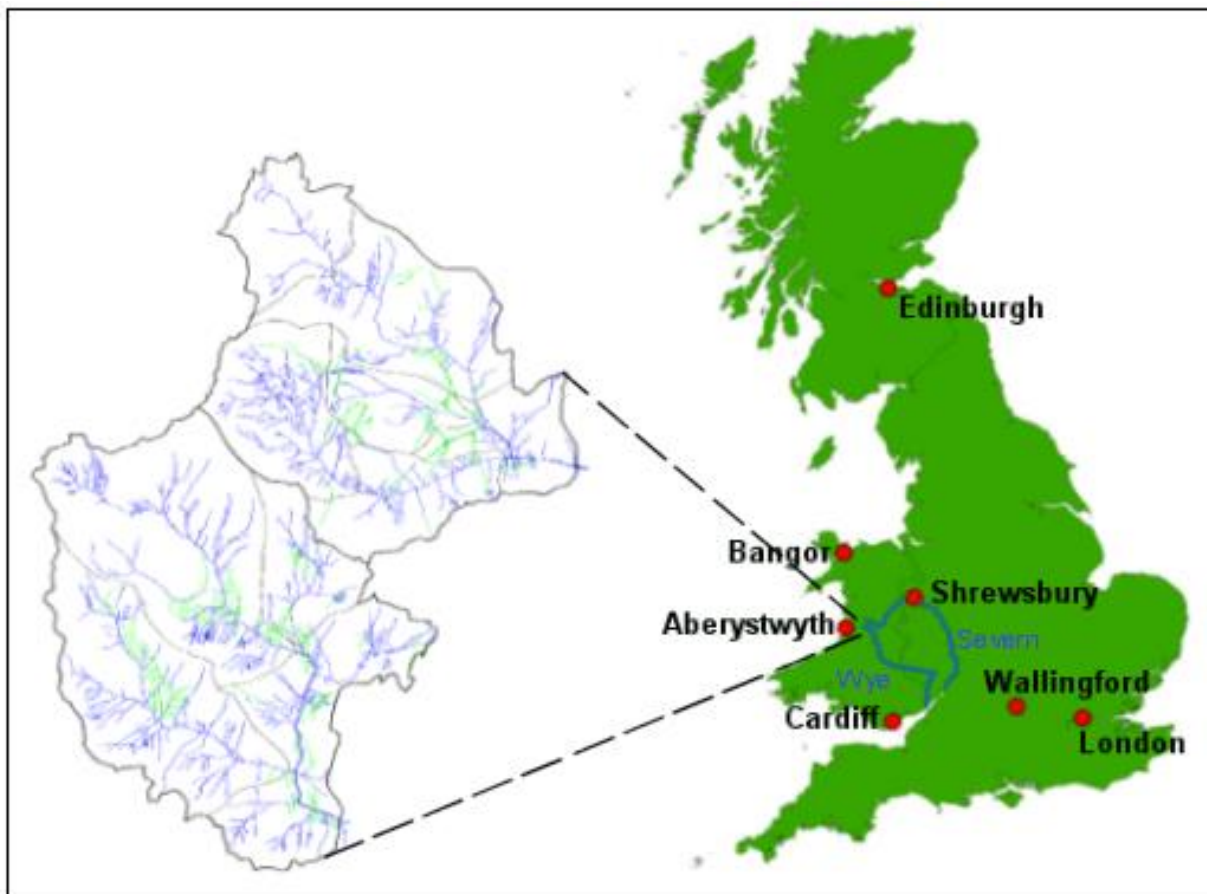 Edinburgh
Bangor
Shrewsbury
Aberystwyth
Severn
Wye
Wallingford
Cardiff
London